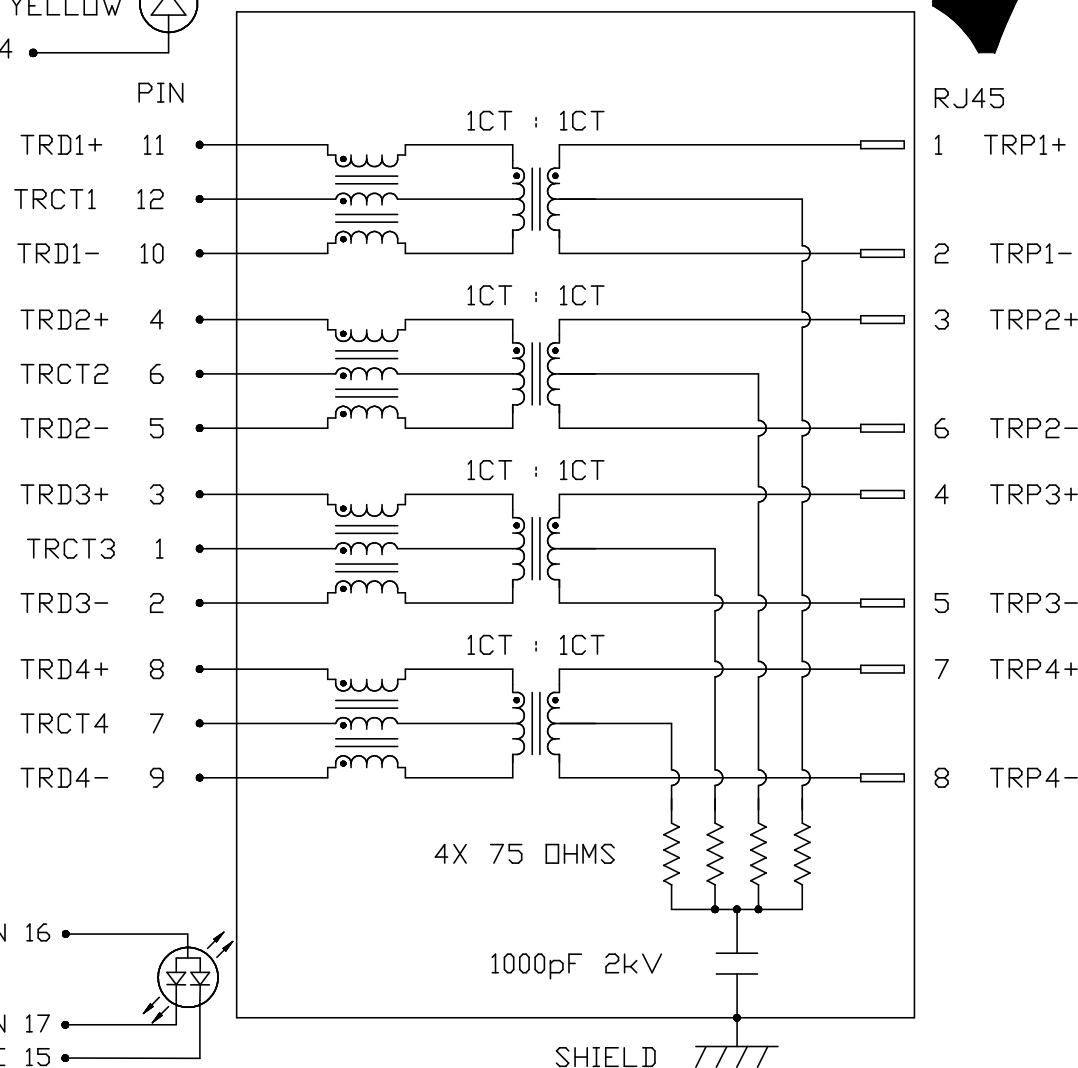 YELLOW
4
PIN
RJ45
1CT : 1CT
TRD1+ 11 1 TRP1+
TRCT1 12
TRD1- 10 2 TRP1-
1CT : 1CT
TRD2+ 4 3 TRP2+
TRCT2 6
TRD2- 5 6 TRP2-
1CT : 1CT
TRD3+ 3 4 TRP3+
TRCT3 1
TRD3- 2 5 TRP3-
1CT : 1CT
TRD4+ 8 7 TRP4+
TRCT4 7
TRD4- 9 8 TRP4-
4X 75 OHMS
N 16
1000pF 2kV
N 17
E 15
SHIELD